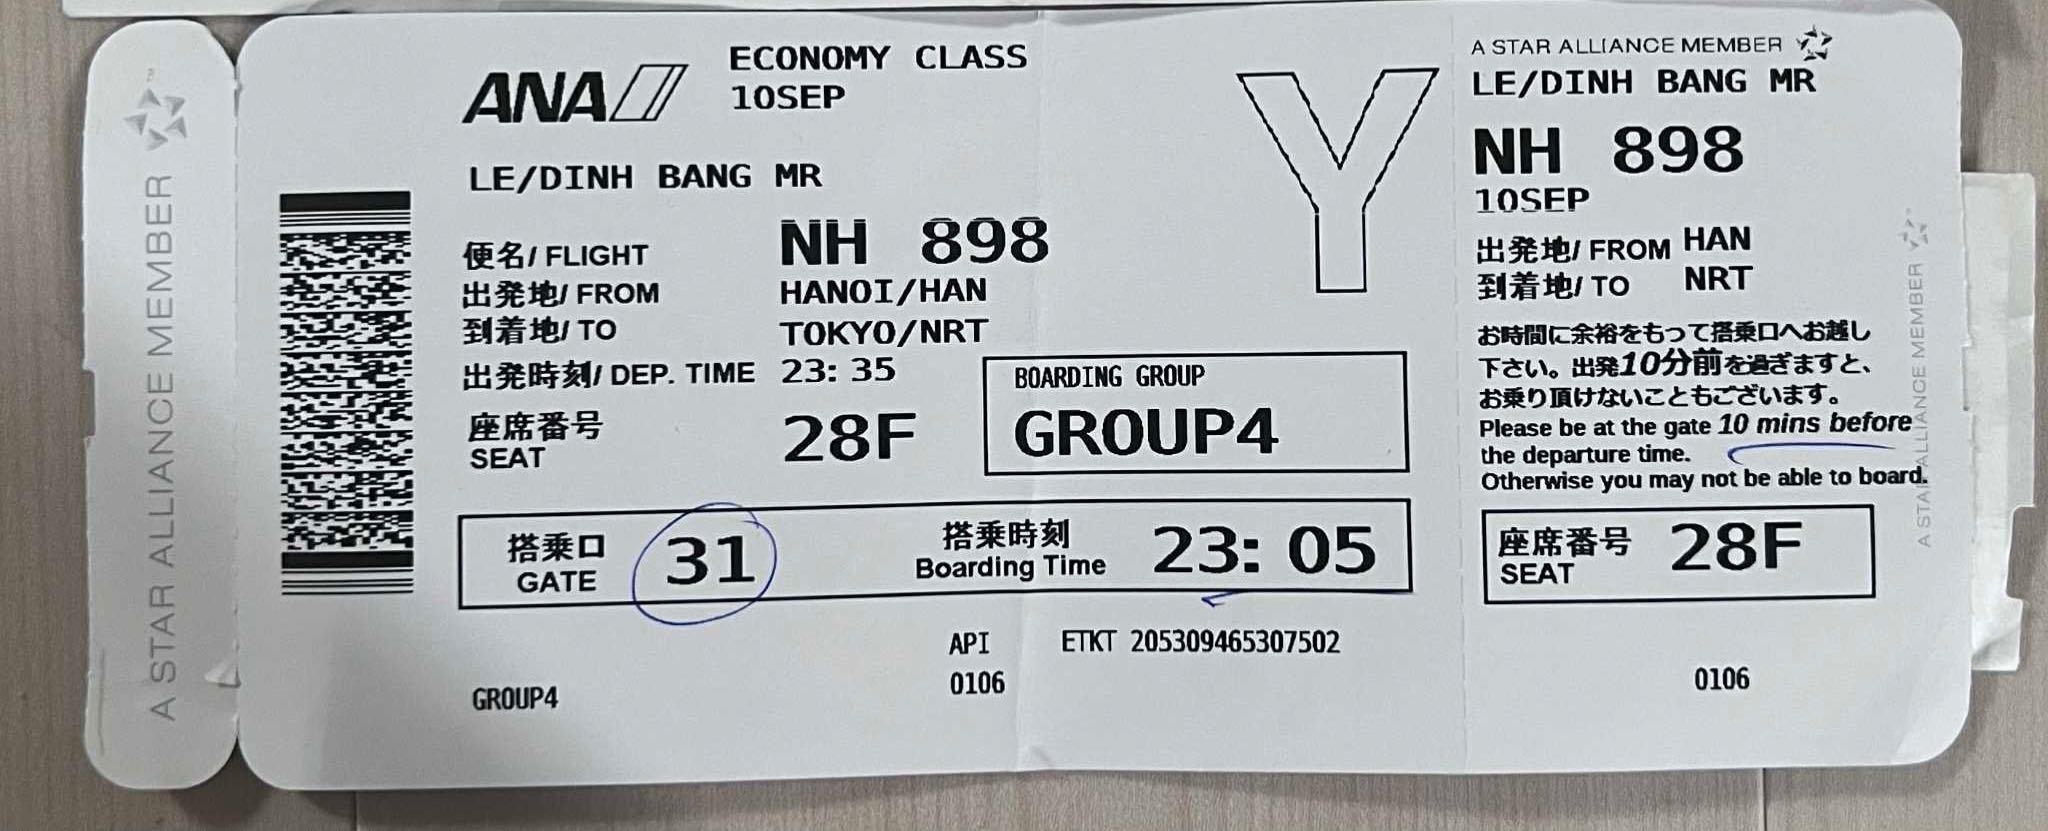 A STAR ALLIANCE MEMBER
ANA
ECONOMY CLASS
10SEP
LE/DINH BANG MR
便名/ FLIGHT NH 898
出発地/ FROM HANOI/HAN
到着地/ TO TOKYO/NRT
出発時刻/ DEP. TIME 23: 35
座席番号
SEAT
28F
BOARDING GROUP
GROUP4
搭乗口
GATE
31
搭乗時刻
Boarding Time
23: 05
API ETKT 205309465307502
0106
GROUP4
Y
A STAR ALLIANCE MEMBER
LE/DINH BANG MR
NH 898
10SEP
出発地/ FROM HAN
到着地/ TO NRT
お時間に余裕をもって搭乗口へお越し
下さい。出発10分前を過ぎますと、
お乗り頂けないこともございます。
Please be at the gate 10 mins before
the departure time.
Otherwise you may not be able to board.
座席番号
SEAT
28F
0106
A STAR ALLIANCE MEMBER